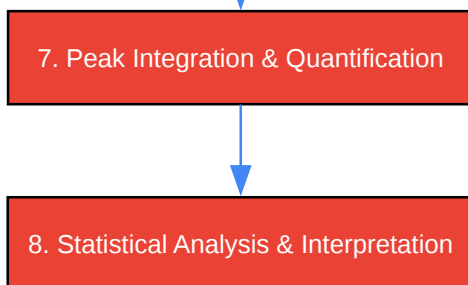 7. Peak Integration & Quantification
8. Statistical Analysis & Interpretation